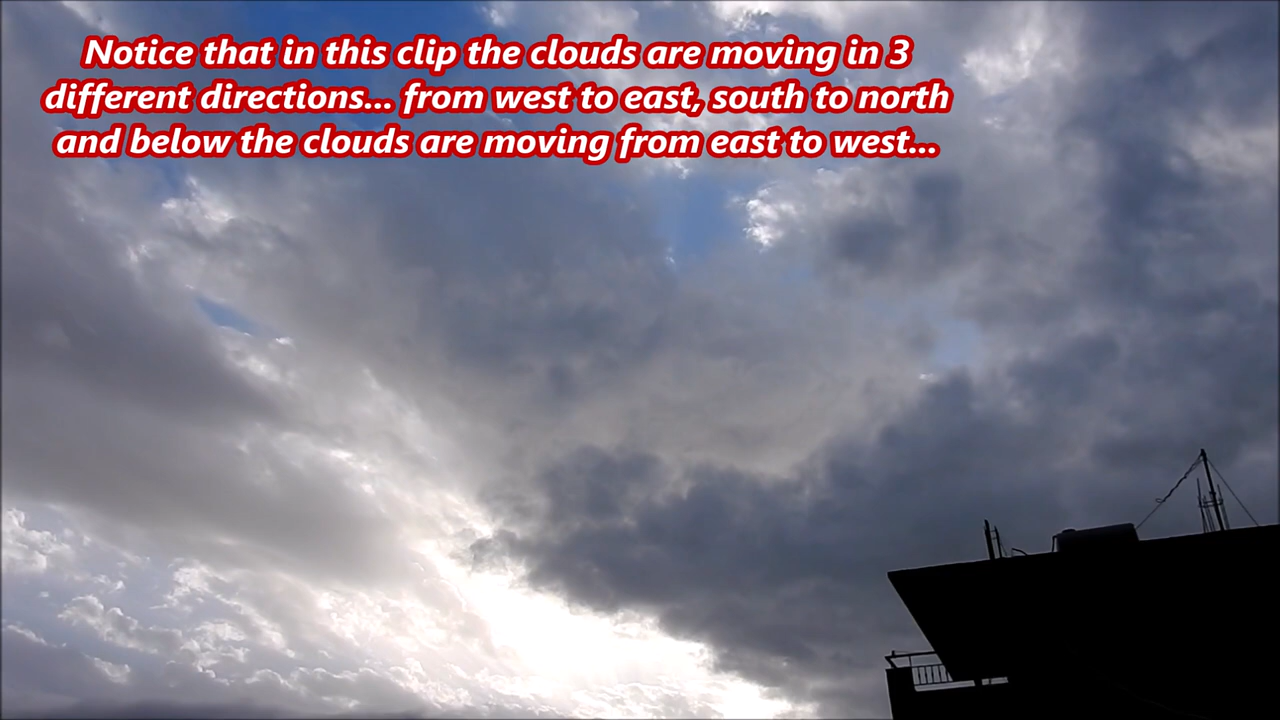 Notice that in this clip the clouds are moving in 3
different directions... from west to east, south to north
and below the clouds are moving from east to west...